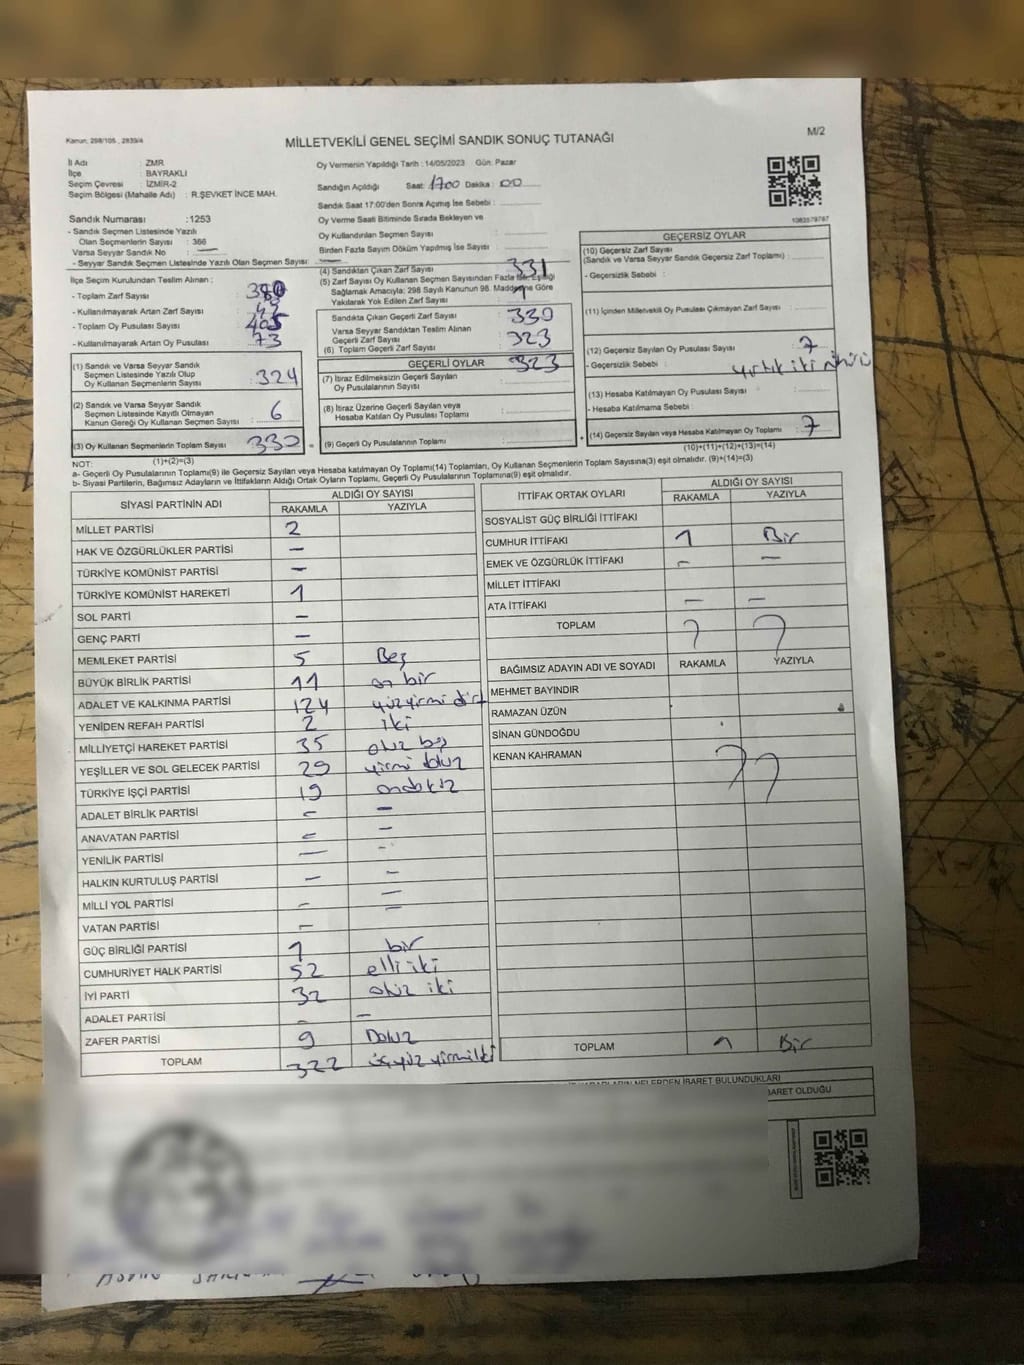 Kanun; 298/105 , 2839/4
MİLLETVEKİLİ GENEL SEÇİMİ SANDIK SONUÇ TUTANAĞI
M/2
İl Adı : ZMR
İlçe : BAYRAKLI
Seçim Çevresi : İZMİR-2
Seçim Bölgesi (Mahalle Adı) : R.ŞEVKET İNCE MAH.
Sandık Numarası :1253
- Sandık Seçmen Listesinde Yazılı
Olan Seçmenlerin Sayısı : 366
Varsa Seyyar Sandık No : —
- Seyyar Sandık Seçmen Listesinde Yazılı Olan Seçmen Sayısı: —
İlçe Seçim Kurulundan Teslim Alınan :
- Toplam Zarf Sayısı : 380
- Kullanılmayarak Artan Zarf Sayısı :
- Toplam Oy Pusulası Sayısı : 405
- Kullanılmayarak Artan Oy Pusulası : 73
(1) Sandık ve Varsa Seyyar Sandık
Seçmen Listesinde Yazılı Olup
Oy Kullanan Seçmenlerin Sayısı : 324
(2) Sandık ve Varsa Seyyar Sandık
Seçmen Listesinde Kayıtlı Olmayan
Kanun Gereği Oy Kullanan Seçmen Sayısı : 6
(3) Oy Kullanan Seçmenlerin Toplam Sayısı : 330 =
(1)+(2)=(3)
Oy Vermenin Yapıldığı Tarih : 14/05/2023 Gün: Pazar
Sandığın Açıldığı Saat: 1700 Dakika : 00
Sandık Saat 17:00'den Sonra Açımış İse Sebebi :
Oy Verme Saati Bitiminde Sırada Bekleyen ve
Oy Kullandırılan Seçmen Sayısı :
Birden Fazla Sayım Döküm Yapılmış İse Sayısı :
(4) Sandıktan Çıkan Zarf Sayısı : 331
(5) Zarf Sayısı Oy Kullanan Seçmen Sayısından Fazla İse, Eşitliği
Sağlamak Amacıyla; 298 Sayılı Kanunun 98. Maddesine Göre
Yakılarak Yok Edilen Zarf Sayısı : 1
Sandıkta Çıkan Geçerli Zarf Sayısı : 330
Varsa Seyyar Sandıktan Teslim Alınan
Geçerli Zarf Sayısı : 323
(6) Toplam Geçerli Zarf Sayısı :
GEÇERLİ OYLAR
323
(7) İtiraz Edilmeksizin Geçerli Sayılan
Oy Pusulalarının Sayısı :
(8) İtiraz Üzerine Geçerli Sayılan veya
Hesaba Katılan Oy Pusulası Toplamı :
(9) Geçerli Oy Pusulalarının Toplamı : +
1062579787
GEÇERSİZ OYLAR
(10) Geçersiz Zarf Sayısı
(Sandık ve Varsa Seyyar Sandık Geçersiz Zarf Toplamı) :
- Geçersizlik Sebebi :
(11) İçinden Milletvekili Oy Pusulası Çıkmayan Zarf Sayısı :
(12) Geçersiz Sayılan Oy Pusulası Sayısı : 7
- Geçersizlik Sebebi : yırtık iki mühür
(13) Hesaba Katılmayan Oy Pusulası Sayısı :
- Hesaba Katılmama Sebebi :
(14) Geçersiz Sayılan veya Hesaba Katılmayan Oy Toplamı : 7
(10)+(11)+(12)+(13)=(14)
NOT:
a- Geçerli Oy Pusulalarının Toplamı(9) ile Geçersiz Sayılan veya Hesaba katılmayan Oy Toplamı(14) Toplamları, Oy Kullanan Seçmenlerin Toplam Sayısına(3) eşit olmalıdır. (9)+(14)=(3)
b- Siyasi Partilerin, Bağımsız Adayların ve İttifakların Aldığı Ortak Oyların Toplamı, Geçerli Oy Pusulalarının Toplamına(9) eşit olmalıdır.
SİYASİ PARTİNİN ADI ALDIĞI OY SAYISI
RAKAMLA YAZIYLA
MİLLET PARTİSİ 2
HAK VE ÖZGÜRLÜKLER PARTİSİ —
TÜRKİYE KOMÜNİST PARTİSİ —
TÜRKİYE KOMÜNİST HAREKETİ 1
SOL PARTİ —
GENÇ PARTİ —
MEMLEKET PARTİSİ 5 Beş
BÜYÜK BİRLİK PARTİSİ 11 on bir
ADALET VE KALKINMA PARTİSİ 124 yüzyirmi dört
YENİDEN REFAH PARTİSİ 2 iki
MİLLİYETÇİ HAREKET PARTİSİ 35 otuz beş
YEŞİLLER VE SOL GELECEK PARTİSİ 29 yirmi dokuz
TÜRKİYE İŞÇİ PARTİSİ 19 ondokuz
ADALET BİRLİK PARTİSİ — —
ANAVATAN PARTİSİ — —
YENİLİK PARTİSİ — —
HALKIN KURTULUŞ PARTİSİ — —
MİLLİ YOL PARTİSİ — —
VATAN PARTİSİ — —
GÜÇ BİRLİĞİ PARTİSİ 1 bir
CUMHURİYET HALK PARTİSİ 52 elli iki
İYİ PARTİ 32 otuz iki
ADALET PARTİSİ — —
ZAFER PARTİSİ 9 Dokuz
TOPLAM 322 üçyüz yirmiiki
İTTİFAK ORTAK OYLARI ALDIĞI OY SAYISI
RAKAMLA YAZIYLA
SOSYALİST GÜÇ BİRLİĞİ İTTİFAKI
CUMHUR İTTİFAKI 1 Bir
EMEK VE ÖZGÜRLÜK İTTİFAKI — —
MİLLET İTTİFAKI
ATA İTTİFAKI — —
TOPLAM
BAĞIMSIZ ADAYIN ADI VE SOYADI RAKAMLA YAZIYLA
MEHMET BAYINDIR
RAMAZAN ÜZÜN
SİNAN GÜNDOĞDU
KENAN KAHRAMAN
TOPLAM 1 Bir
KARARLARIN NELERDEN İBARET BULUNDUKLARI
İBARET OLDUĞU